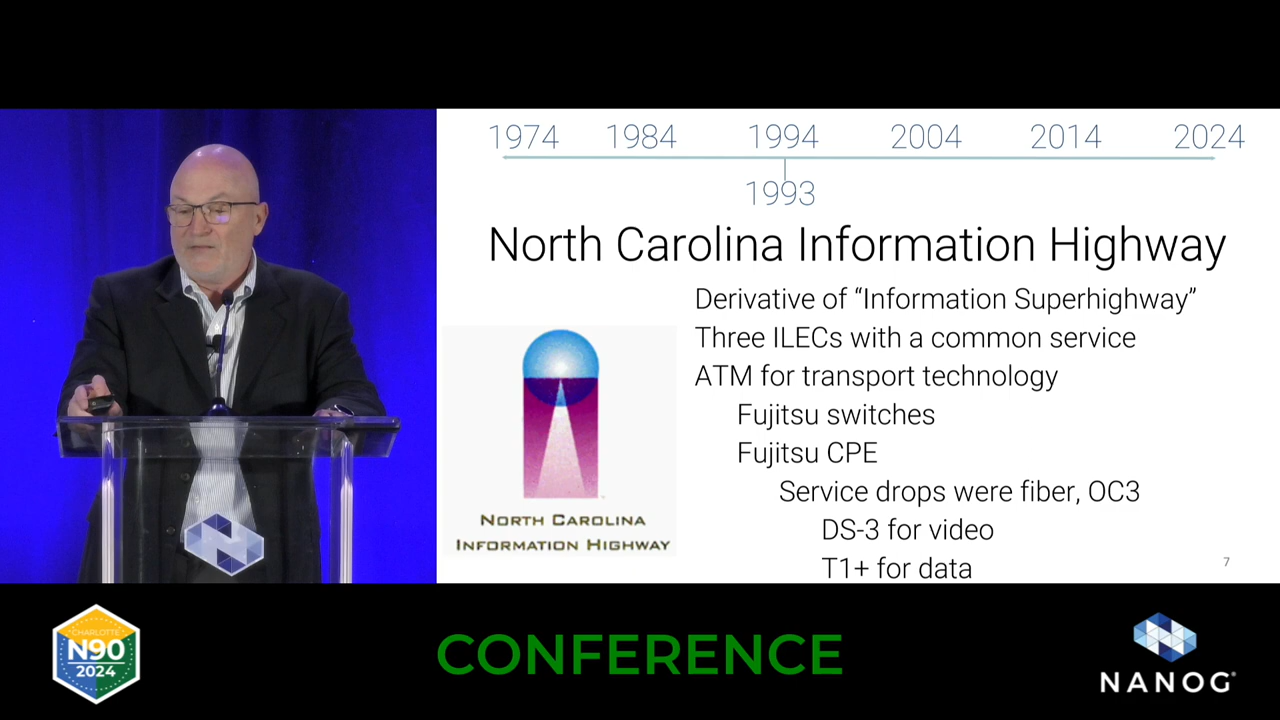 1974 1984 1994 2004 2014 2024
1993
North Carolina Information Highway
Derivative of “Information Superhighway”
Three ILECs with a common service
ATM for transport technology
Fujitsu switches
Fujitsu CPE
Service drops were fiber, OC3
DS-3 for video
T1+ for data
7
NORTH CAROLINA
INFORMATION HIGHWAY
CHARLOTTE
N90
2024
CONFERENCE
NANOG